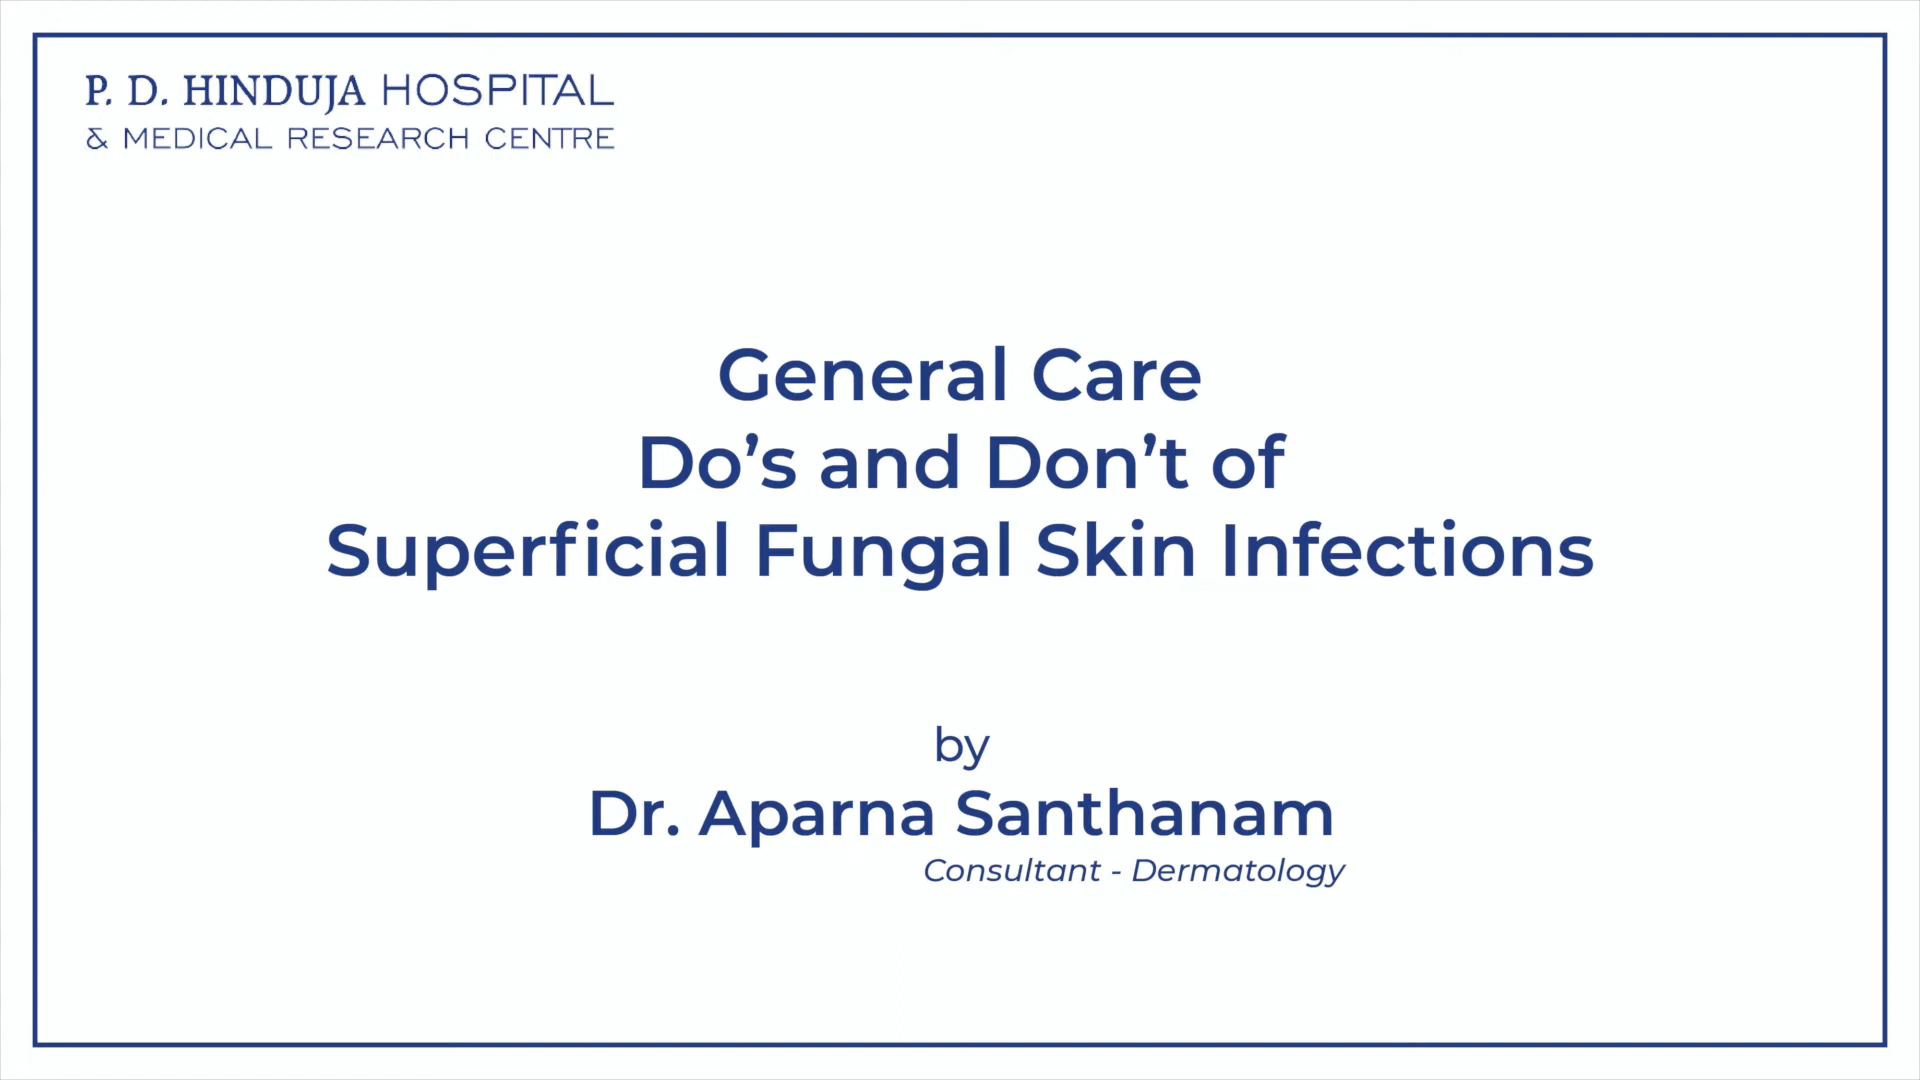 P. D. HINDUJA HOSPITAL
& MEDICAL RESEARCH CENTRE
General Care
Do’s and Don’t of
Superficial Fungal Skin Infections
by
Dr. Aparna Santhanam
Consultant - Dermatology